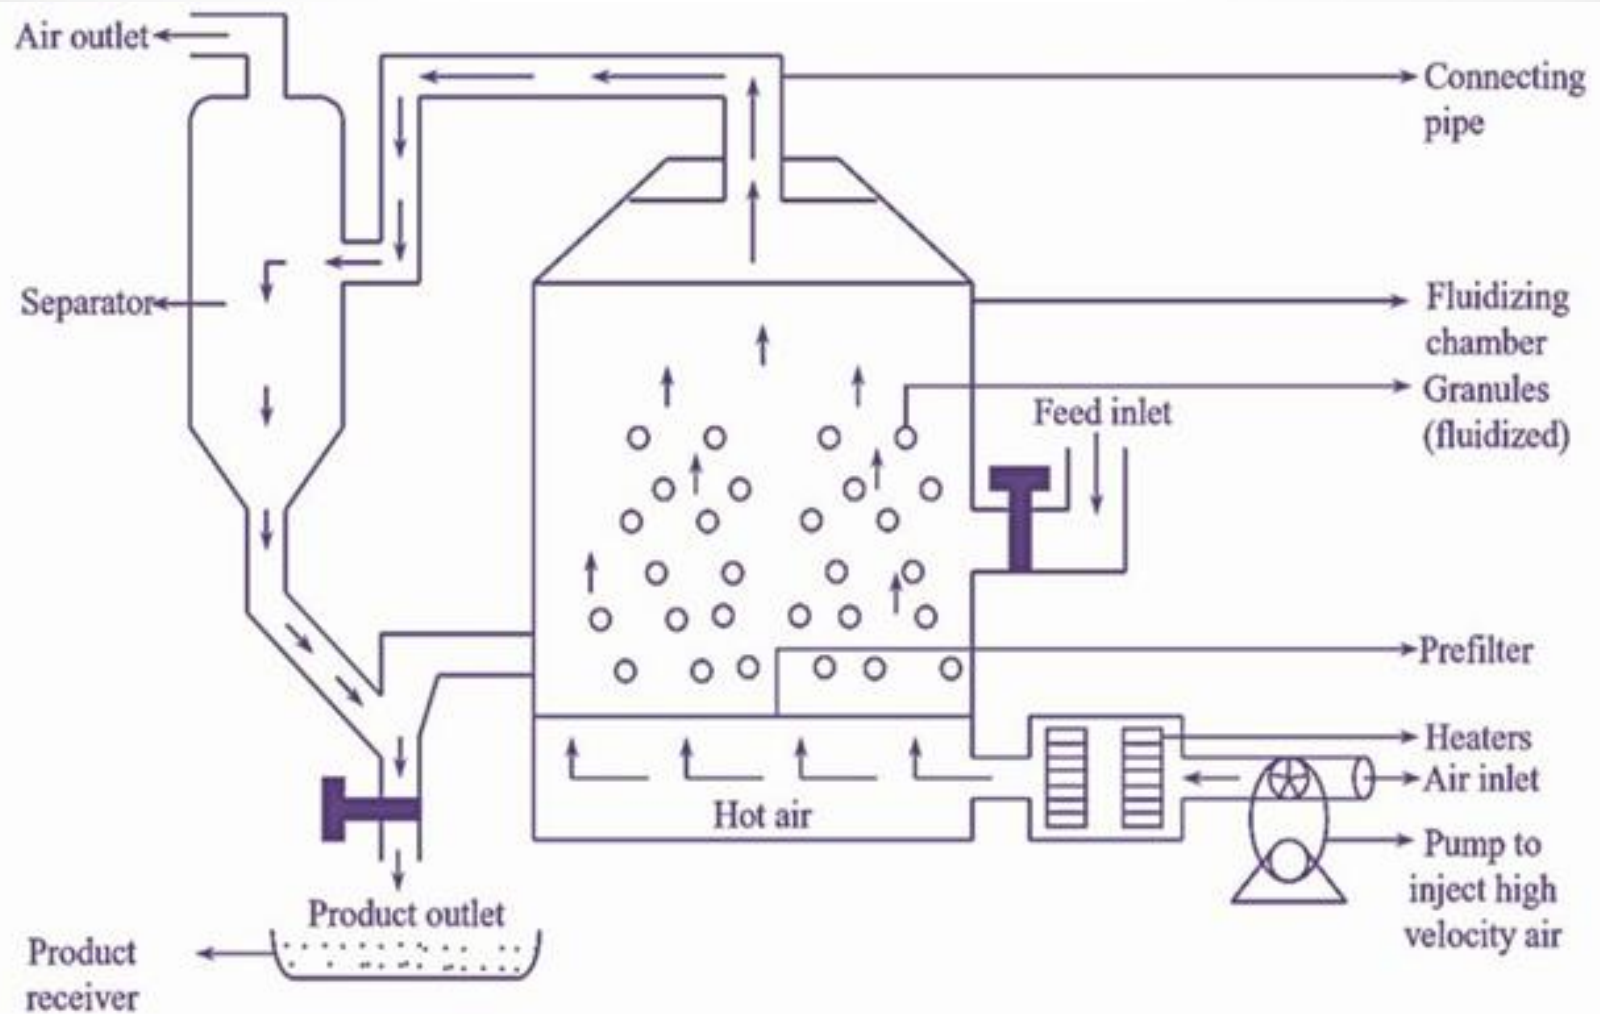 Air outlet
Connecting
pipe
Separator
Fluidizing
chamber
Granules
(fluidized)
Feed inlet
Prefilter
Heaters
Air inlet
Hot air
Pump to
inject high
velocity air
Product outlet
Product
receiver